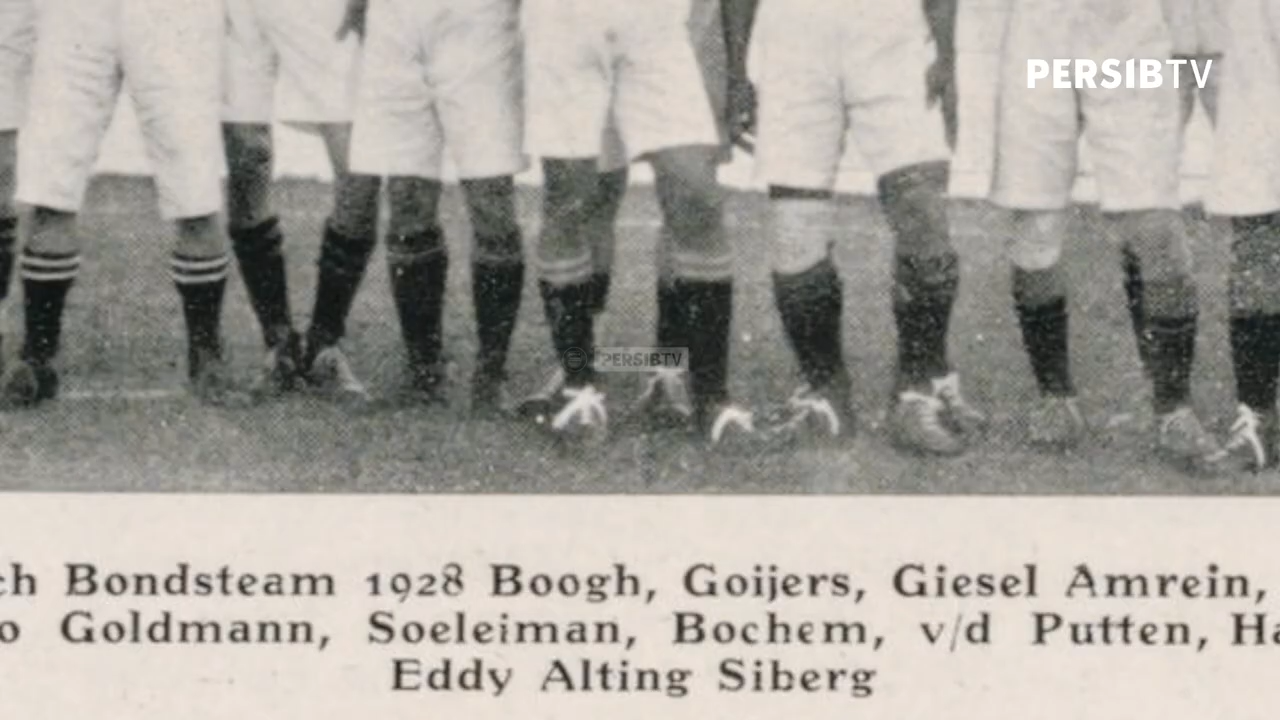 PERSIBTV
PERSIBTV
Bondsteam 1928 Boogh, Goijers, Giesel Amrein,
Goldmann, Soeleiman, Bochem, v/d Putten,
Eddy Alting Siberg